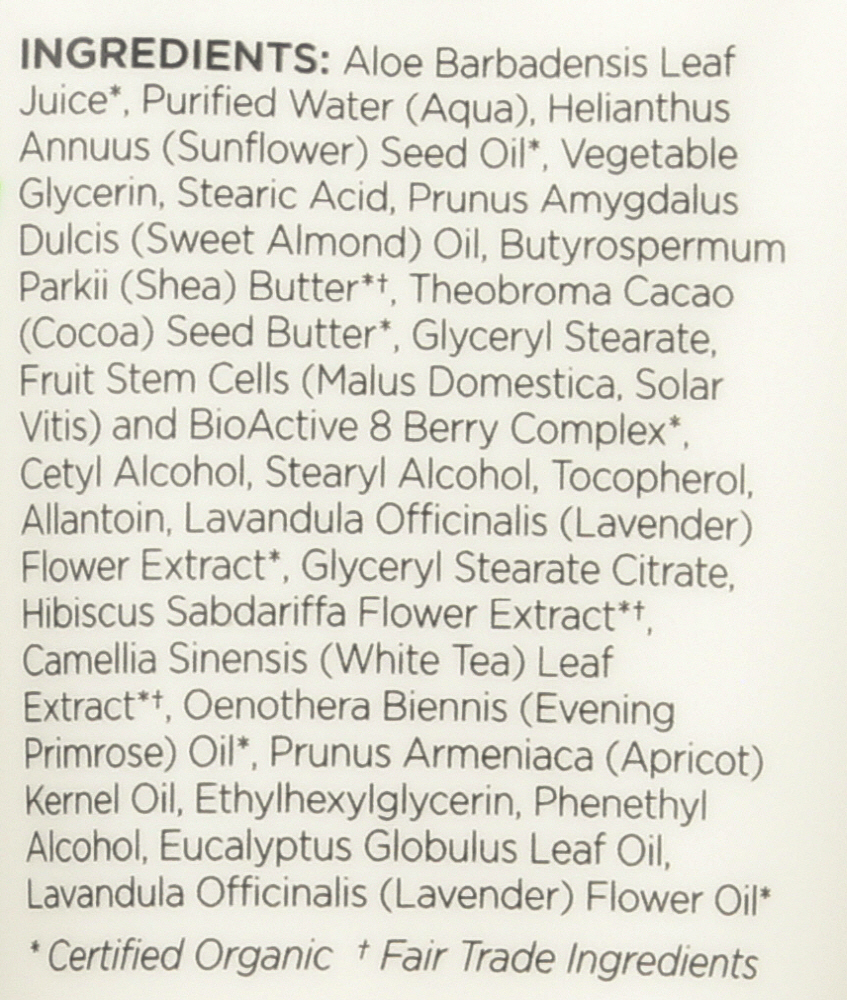 INGREDIENTS: Aloe Barbadensis Leaf
Juice*, Purified Water (Aqua), Helianthus
Annuus (Sunflower) Seed Oil*, Vegetable
Glycerin, Stearic Acid, Prunus Amygdalus
Dulcis (Sweet Almond) Oil, Butyrospermum
Parkii (Shea) Butter*†, Theobroma Cacao
(Cocoa) Seed Butter*, Glyceryl Stearate,
Fruit Stem Cells (Malus Domestica, Solar
Vitis) and BioActive 8 Berry Complex*,
Cetyl Alcohol, Stearyl Alcohol, Tocopherol,
Allantoin, Lavandula Officinalis (Lavender)
Flower Extract*, Glyceryl Stearate Citrate,
Hibiscus Sabdariffa Flower Extract*†,
Camellia Sinensis (White Tea) Leaf
Extract*†, Oenothera Biennis (Evening
Primrose) Oil*, Prunus Armeniaca (Apricot)
Kernel Oil, Ethylhexylglycerin, Phenethyl
Alcohol, Eucalyptus Globulus Leaf Oil,
Lavandula Officinalis (Lavender) Flower Oil*
* Certified Organic † Fair Trade Ingredients